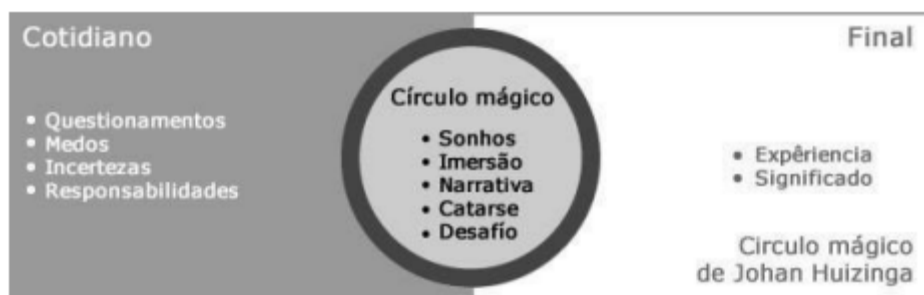 Cotidiano
• Questionamentos
• Medos
• Incertezas
• Responsabilidades
Círculo mágico
• Sonhos
• Imersão
• Narrativa
• Catarse
• Desafío
Final
• Expêriencia
• Significado
Circulo mágico
de Johan Huizinga